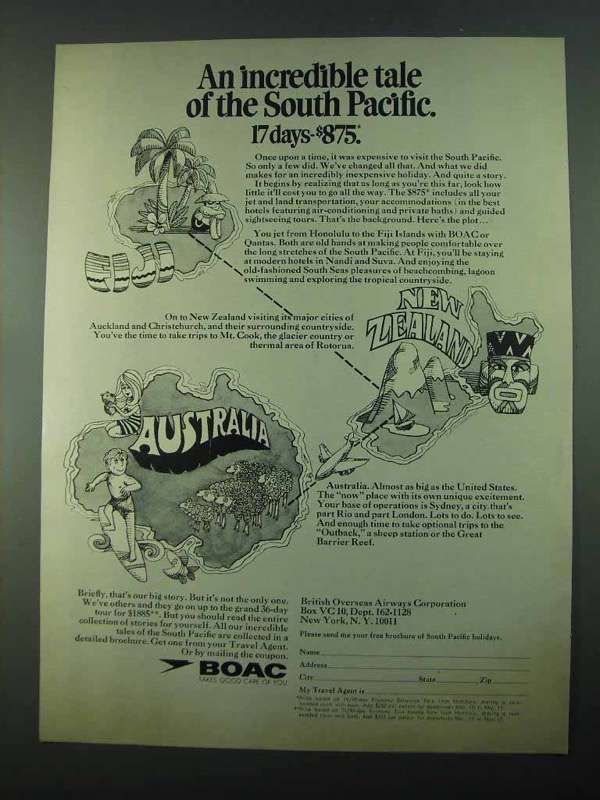 An incredible tale
of the South Pacific.
17 days-$875.*
Once upon a time, it was expensive to visit the South Pacific.
So only a few did. We've changed all that. And what we did
makes for an incredibly inexpensive holiday. And quite a story.
It begins by realizing that as long as you're this far, look how
little it'll cost you to go all the way. The $875* includes all your
jet and land transportation, your accommodations (in the best
hotels featuring air-conditioning and private baths) and guided
sightseeing tours. That's the background. Here's the plot...
You jet from Honolulu to the Fiji Islands with BOAC or
Qantas. Both are old hands at making people comfortable over
the long stretches of the South Pacific. At Fiji, you'll be staying
at modern hotels in Nandi and Suva. And enjoying the
old-fashioned South Seas pleasures of beachcombing, lagoon
swimming and exploring the tropical countryside.
FIJI
NEW
ZEALAND
On to New Zealand visiting its major cities of
Auckland and Christchurch, and their surrounding countryside.
You've the time to take trips to Mt. Cook, the glacier country or
thermal area of Rotorua.
AUSTRALIA
Australia. Almost as big as the United States.
The "now" place with its own unique excitement.
Your base of operations is Sydney, a city that's
part Rio and part London. Lots to do. Lots to see.
And enough time to take optional trips to the
"Outback," a sheep station or the Great
Barrier Reef.
Briefly, that's our big story. But it's not the only one.
We've others and they go on up to the grand 36-day
tour for $1885**. But you should read the entire
collection of stories for yourself. All our incredible
tales of the South Pacific are collected in a
detailed brochure. Get one from your Travel Agent.
Or by mailing the coupon.
BOAC
TAKES GOOD CARE OF YOU
British Overseas Airways Corporation
Box VC 10, Dept. 162-1128
New York, N. Y. 10011
Please send me your free brochure of South Pacific holidays.
Name
Address
City State Zip
My Travel Agent is